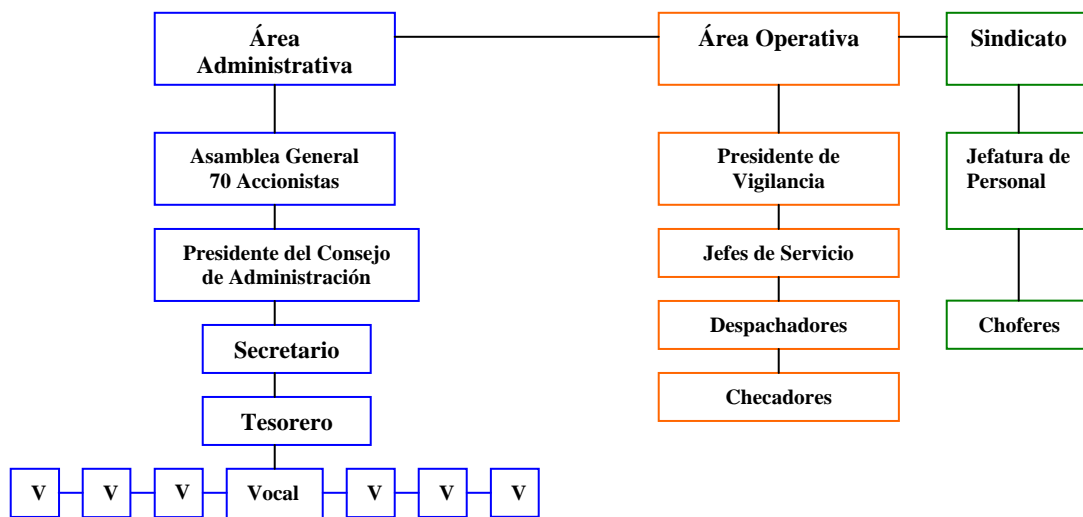 Área
Administrativa
Área Operativa
Sindicato
Asamblea General
70 Accionistas
Presidente de
Vigilancia
Jefatura de
Personal
Presidente del Consejo
de Administración
Jefes de Servicio
Secretario
Despachadores
Choferes
Tesorero
Checadores
V
V
V
Vocal
V
V
V